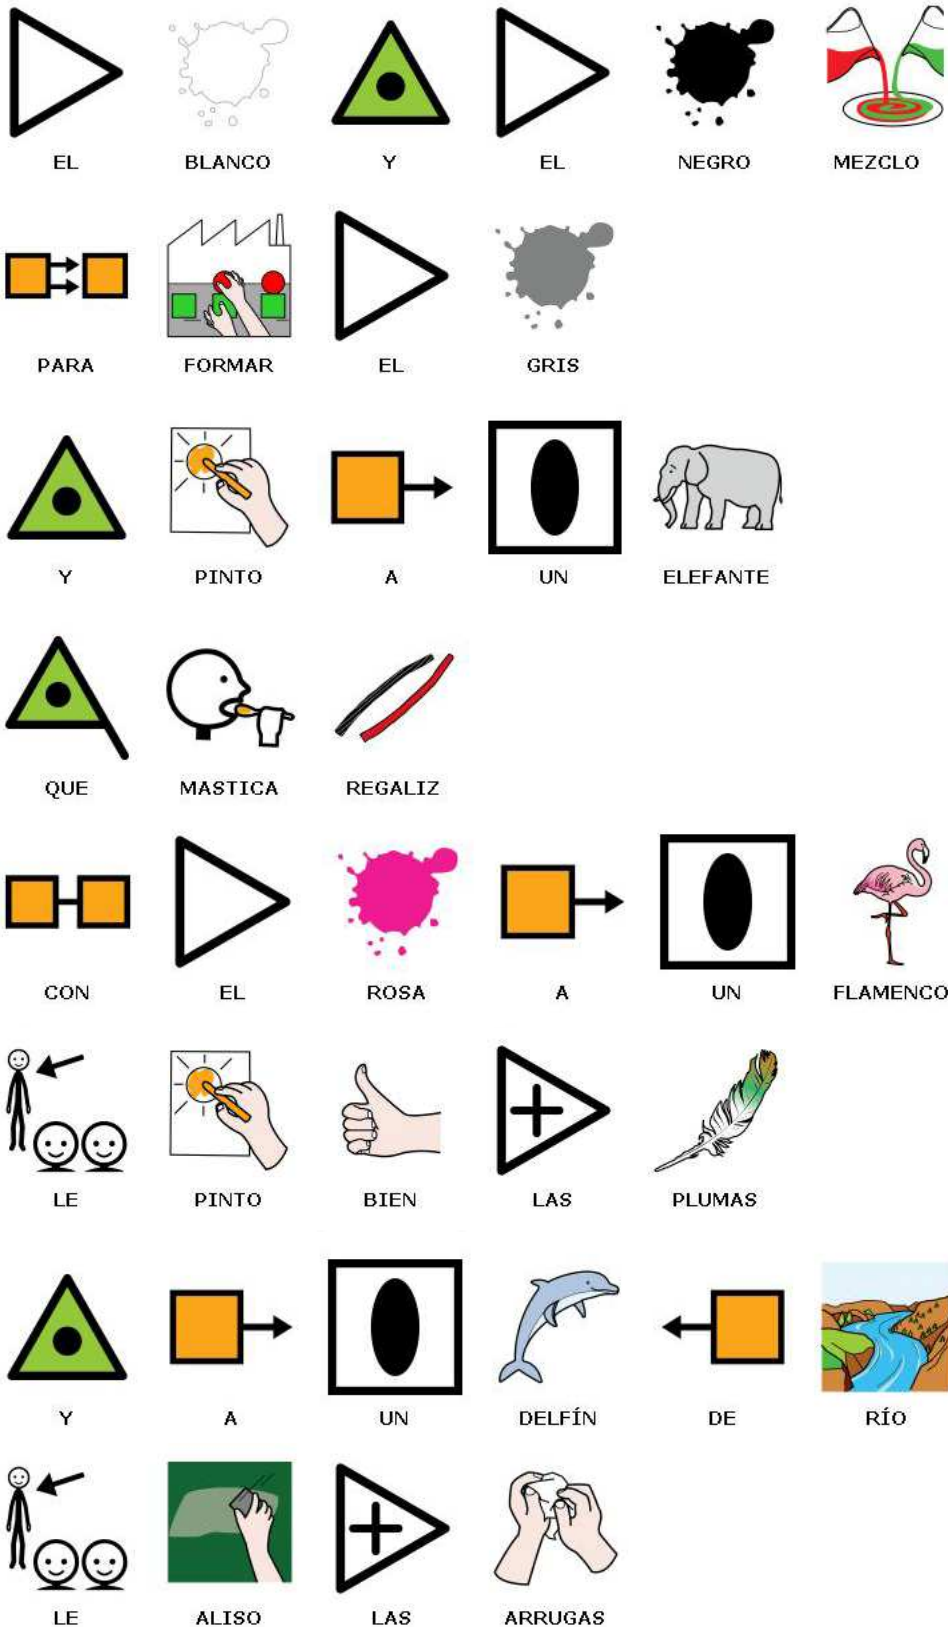 EL BLANCO Y EL NEGRO MEZCLO
PARA FORMAR EL GRIS
Y PINTO A UN ELEFANTE
QUE MASTICA REGALIZ
CON EL ROSA A UN FLAMENCO
LE PINTO BIEN LAS PLUMAS
Y A UN DELFÍN DE RÍO
LE ALISO LAS ARRUGAS